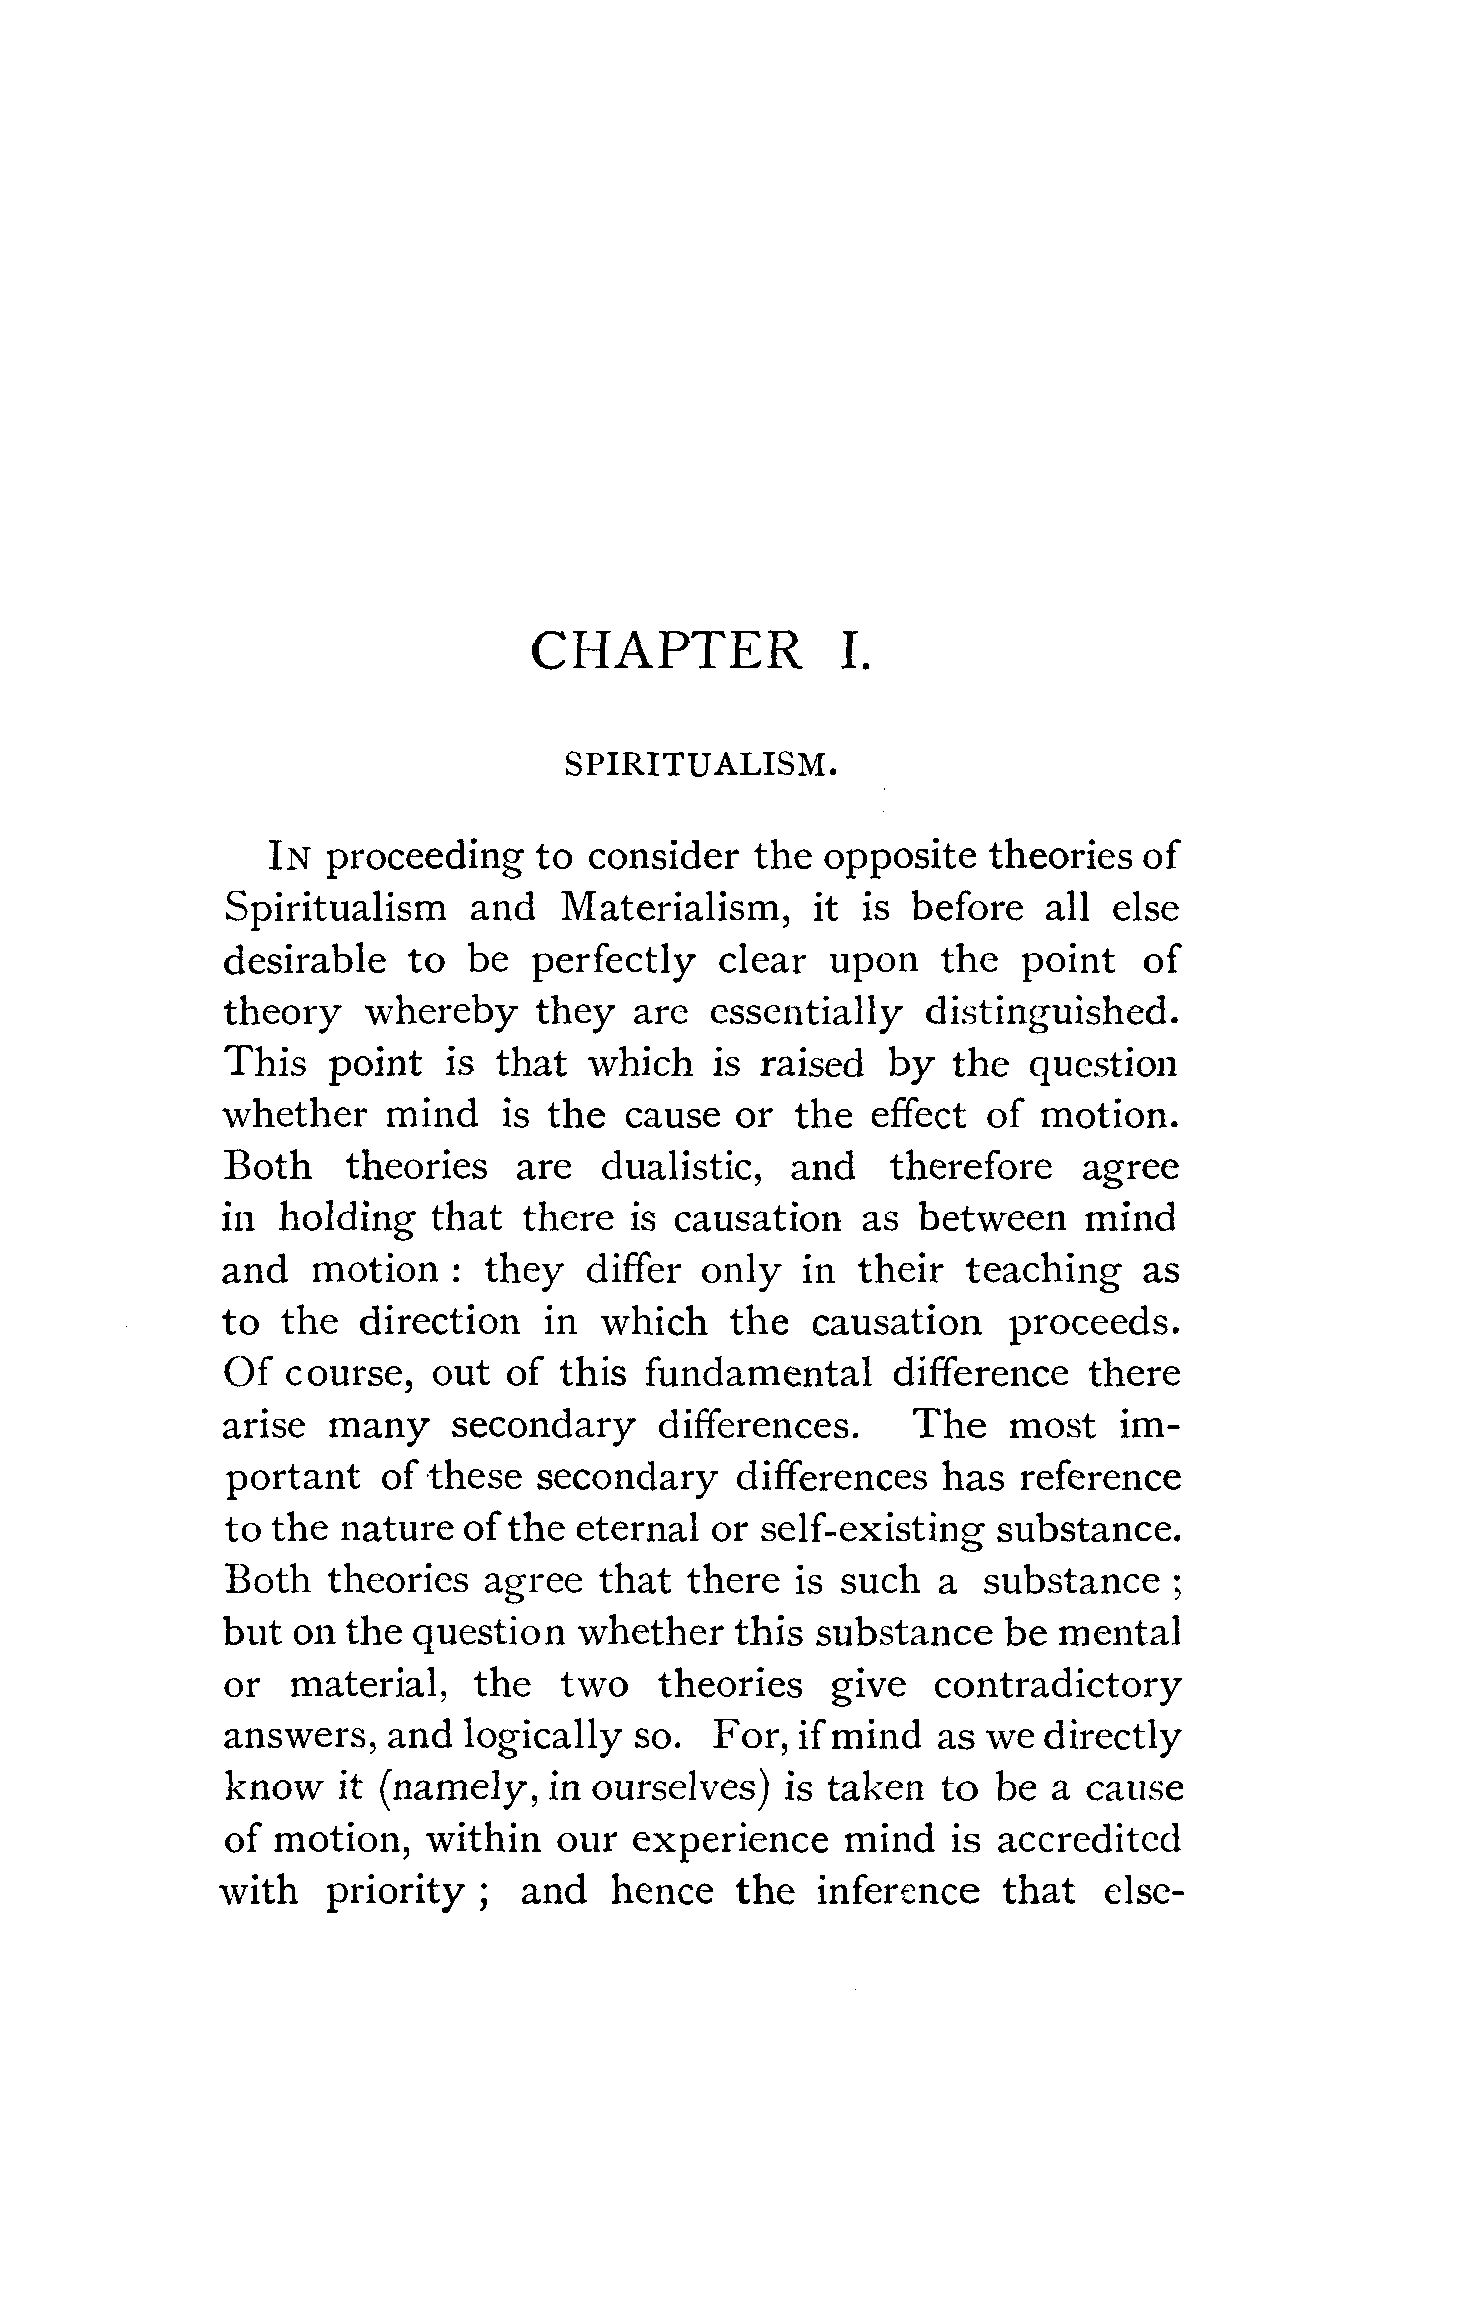 CHAPTER I.
SPIRITUALISM.
IN proceeding to consider the opposite theories of
Spiritualism and Materialism, it is before all else
desirable to be perfectly clear upon the point of
theory whereby they are essentially distinguished.
This point is that which is raised by the question
whether mind is the cause or the effect of motion.
Both theories are dualistic, and therefore agree
in holding that there is causation as between mind
and motion : they differ only in their teaching as
to the direction in which the causation proceeds.
Of course, out of this fundamental difference there
arise many secondary differences. The most im-
portant of these secondary differences has reference
to the nature of the eternal or self-existing substance.
Both theories agree that there is such a substance ;
but on the question whether this substance be mental
or material, the two theories give contradictory
answers, and logically so. For, if mind as we directly
know it (namely, in ourselves) is taken to be a cause
of motion, within our experience mind is accredited
with priority ; and hence the inference that else-